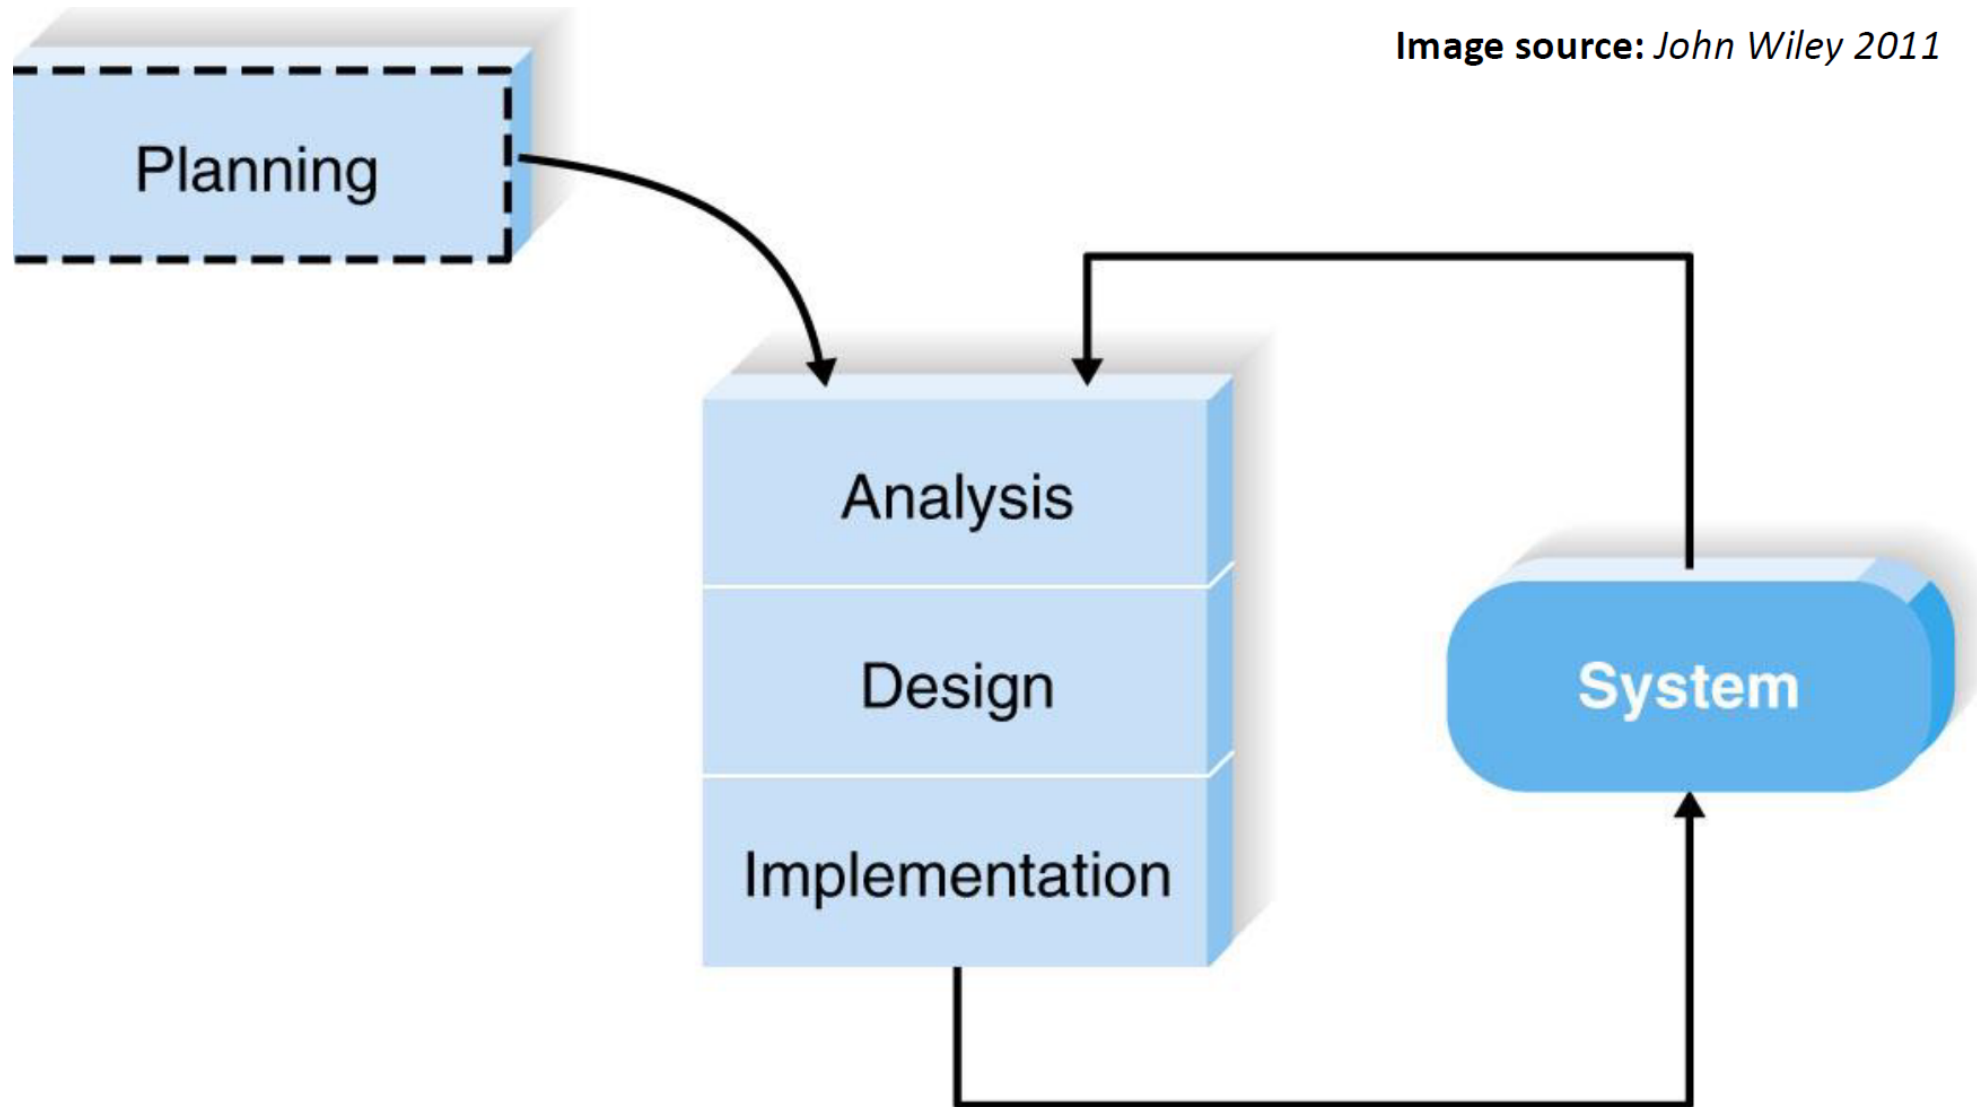 Image source: John Wiley 2011
Planning
Analysis
Design
System
Implementation